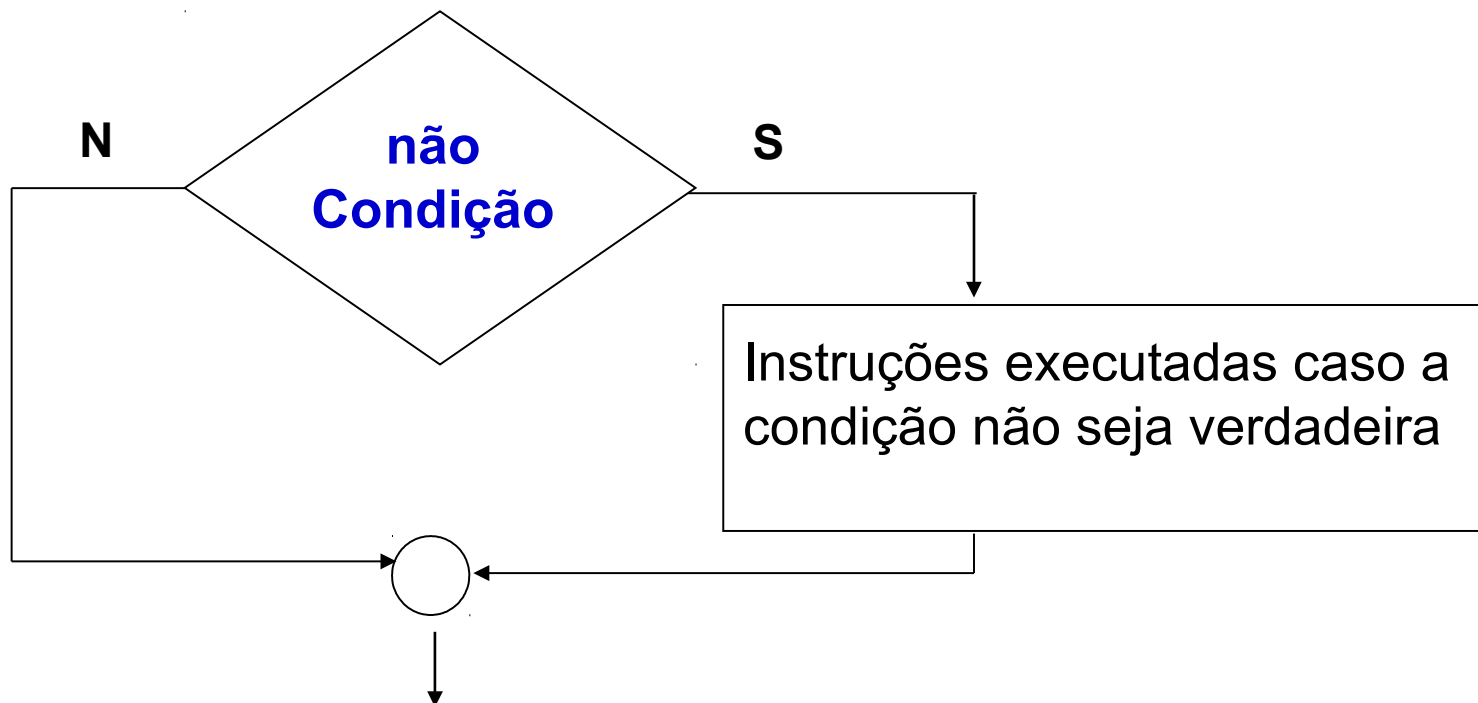 N
não
Condição
S
Instruções executadas caso a
condição não seja verdadeira